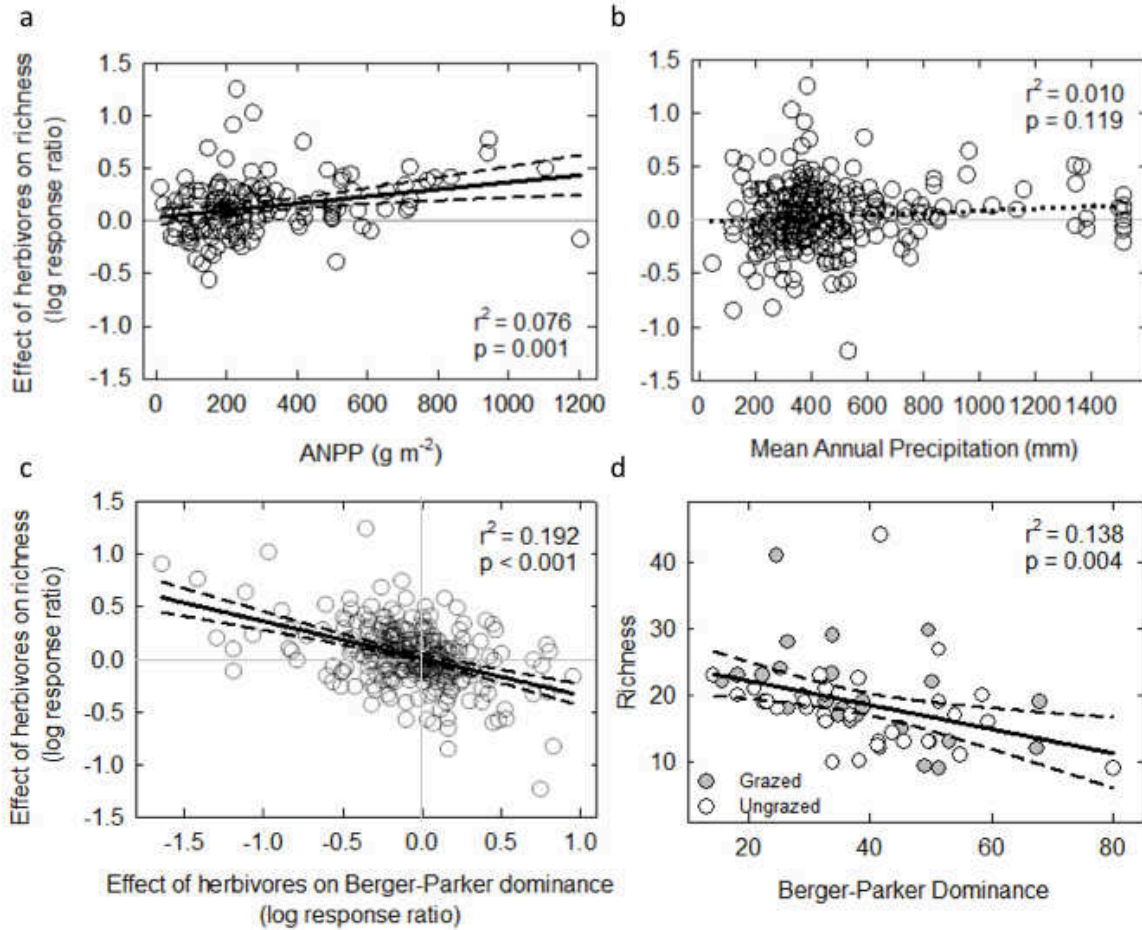 a
Effect of herbivores on richness
(log response ratio)
1.5
1.0
0.5
0.0
-0.5
-1.0
-1.5
r² = 0.076
p = 0.001
0 200 400 600 800 1000 1200
ANPP (g m⁻²)
b
1.5
1.0
0.5
0.0
-0.5
-1.0
-1.5
r² = 0.010
p = 0.119
0 200 400 600 800 1000 1200 1400
Mean Annual Precipitation (mm)
c
Effect of herbivores on richness
(log response ratio)
1.5
1.0
0.5
0.0
-0.5
-1.0
-1.5
r² = 0.192
p < 0.001
-1.5 -1.0 -0.5 0.0 0.5 1.0
Effect of herbivores on Berger-Parker dominance
(log response ratio)
d
Richness
40
30
20
10
r² = 0.138
p = 0.004
Grazed
Ungrazed
20 40 60 80
Berger-Parker Dominance